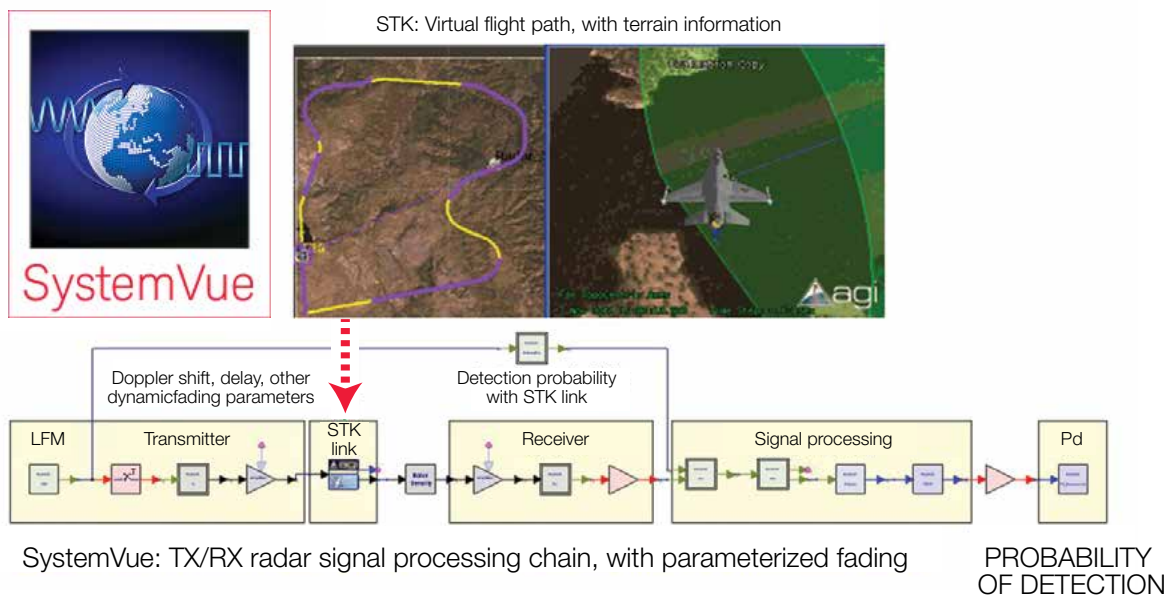 STK: Virtual flight path, with terrain information
SystemVue
agi
Doppler shift, delay, other
dynamicfading parameters
Detection probability
with STK link
LFM
Transmitter
STK
link
Receiver
Signal processing
Pd
Noise
Density
SystemVue: TX/RX radar signal processing chain, with parameterized fading
PROBABILITY
OF DETECTION